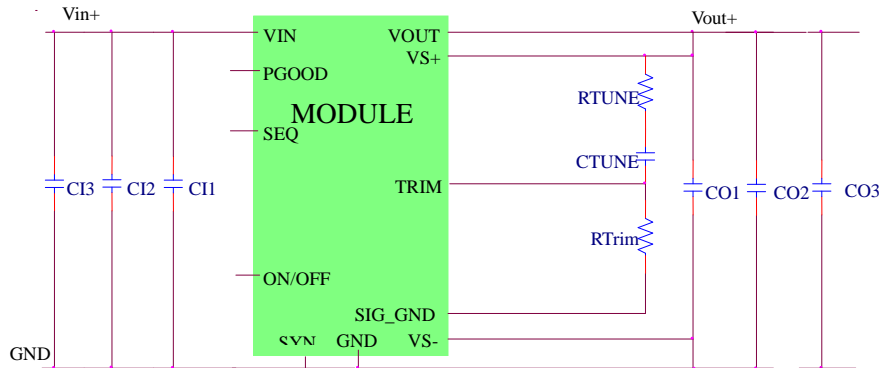 Vin+
Vout+
VIN
VOUT
VS+
PGOOD
RTUNE
MODULE
SEQ
CTUNE
TRIM
CI3
CI2
CI1
CO1
CO2
CO3
RTrim
ON/OFF
SIG_GND
SYN
GND
VS-
GND